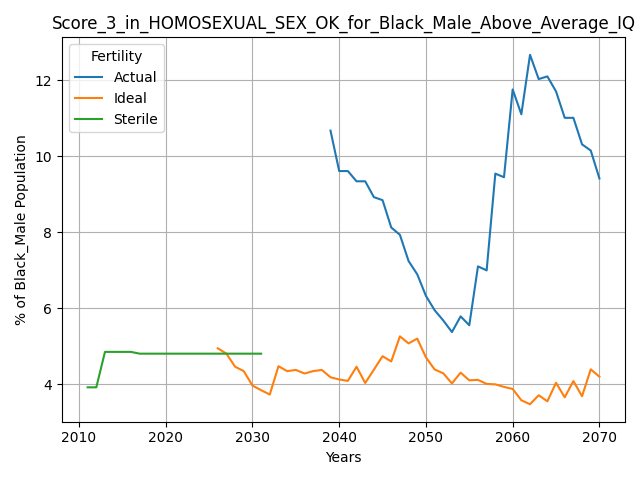 Score_3_in_HOMOSEXUAL_SEX_OK_for_Black_Male_Above_Average_IQ
Fertility
Actual
Ideal
Sterile
% of Black_Male Population
12
10
8
6
4
2010 2020 2030 2040 2050 2060 2070
Years